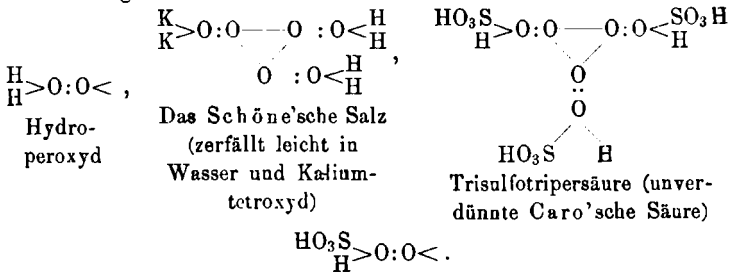 H
H >O:O< ,
Hydro-
peroxyd
K
K >O:O — O :O< H
H
O :O< H
H ,
Das Schöne'sche Salz
(zerfällt leicht in
Wasser und Kalium-
tetroxyd)
HO₃S
H >O:O — O:O< SO₃H
H
O
:
O
HO₃S H
Trisulfotripersäure (unver-
dünnte Caro'sche Säure)
HO₃S
H >O:O< .